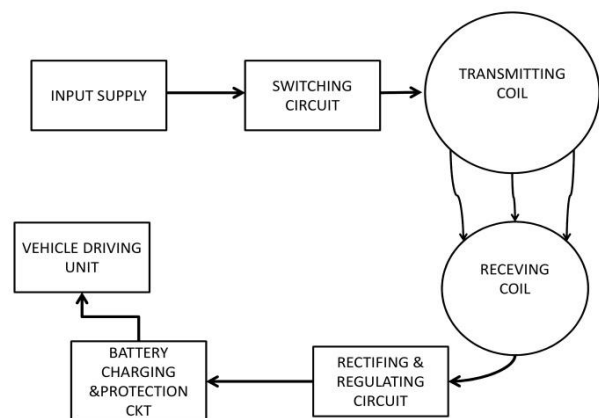 INPUT SUPPLY
SWITCHING
CIRCUIT
TRANSMITTING
COIL
RECEVING
COIL
RECTIFING &
REGULATING
CIRCUIT
BATTERY
CHARGING
&PROTECTION
CKT
VEHICLE DRIVING
UNIT